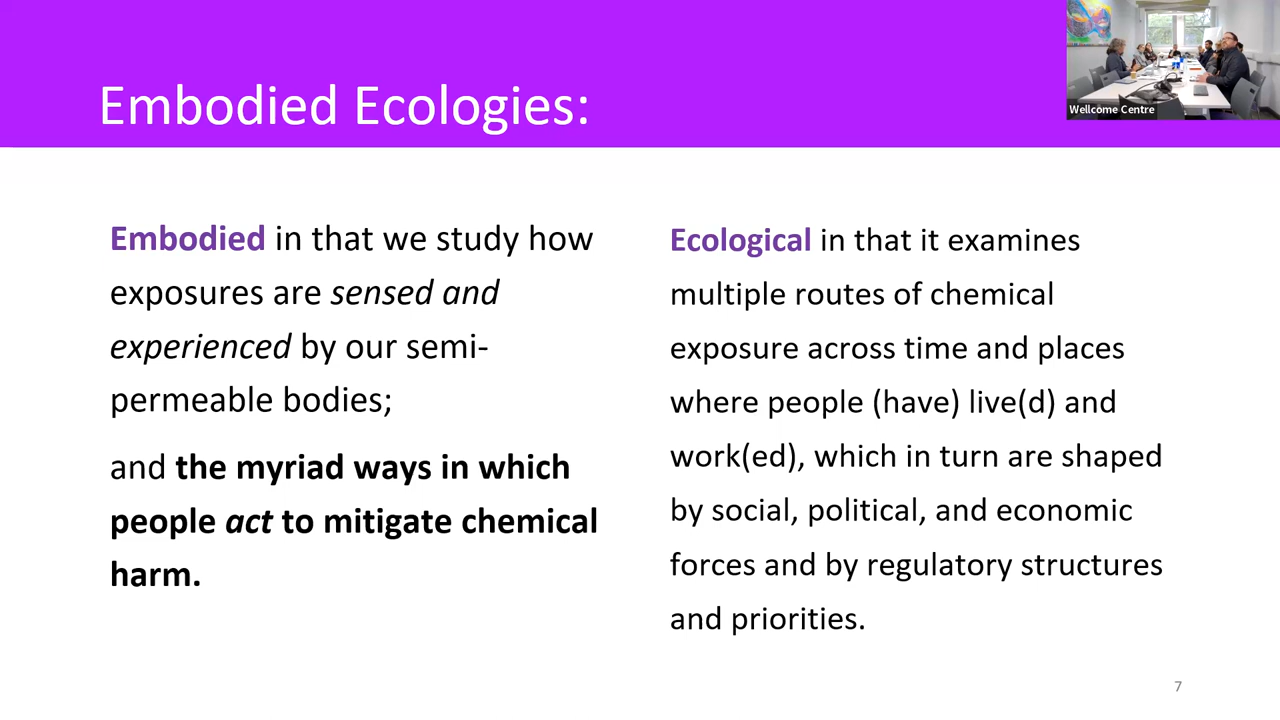 Embodied Ecologies:
Wellcome Centre
Embodied in that we study how
exposures are sensed and
experienced by our semi-
permeable bodies;
and the myriad ways in which
people act to mitigate chemical
harm.
Ecological in that it examines
multiple routes of chemical
exposure across time and places
where people (have) live(d) and
work(ed), which in turn are shaped
by social, political, and economic
forces and by regulatory structures
and priorities.
7